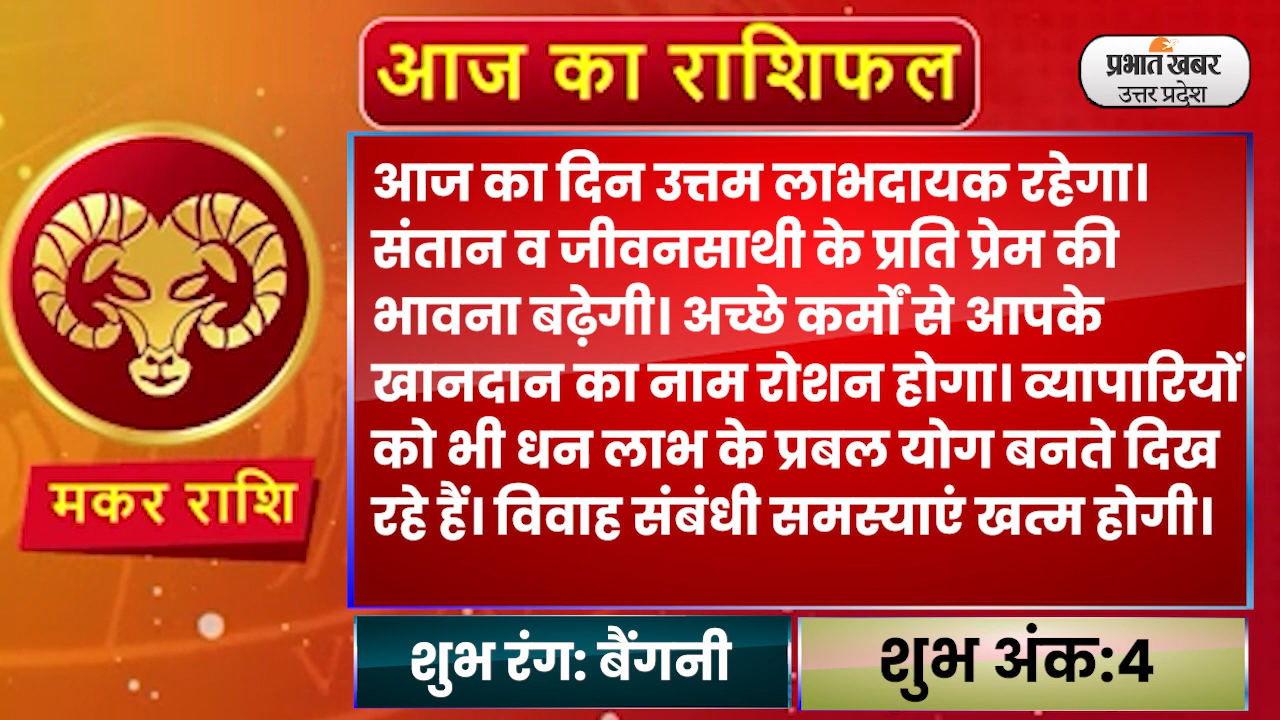 आज का राशिफल
प्रभात खबर
उत्तर प्रदेश
आज का दिन उत्तम लाभदायक रहेगा।
संतान व जीवनसाथी के प्रति प्रेम की
भावना बढ़ेगी। अच्छे कर्मों से आपके
खानदान का नाम रोशन होगा। व्यापारियों
को भी धन लाभ के प्रबल योग बनते दिख
रहे हैं। विवाह संबंधी समस्याएं खत्म होगी।
मकर राशि
शुभ रंग: बैंगनी
शुभ अंक:4